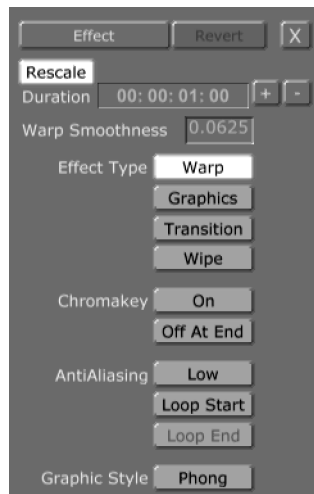 Effect Revert X
Rescale
Duration 00: 00: 01: 00 + -
Warp Smoothness 0.0625
Effect Type Warp
Graphics
Transition
Wipe
Chromakey On
Off At End
AntiAliasing Low
Loop Start
Loop End
Graphic Style Phong